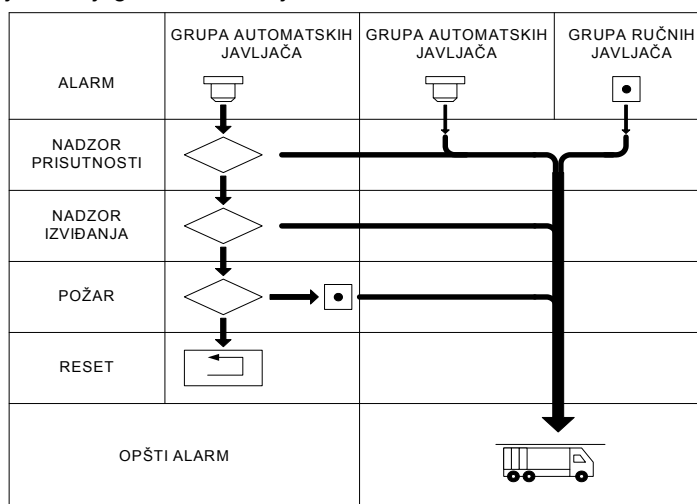 GRUPA AUTOMATSKIH
JAVLJAČA
GRUPA AUTOMATSKIH
JAVLJAČA
GRUPA RUČNIH
JAVLJAČA
ALARM
NADZOR
PRISUTNOSTI
NADZOR
IZVIĐANJA
POŽAR
RESET
OPŠTI ALARM